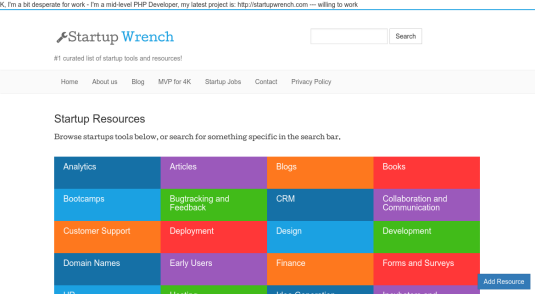 K, I'm a bit desperate for work - I'm a mid-level PHP Developer, my latest project is: http://startupwrench.com --- willing to work
Startup Wrench
Search
#1 curated list of startup tools and resources!
Home About us Blog MVP for 4K Startup Jobs Contact Privacy Policy
Startup Resources
Browse startups tools below, or search for something specific in the search bar.
Analytics Articles Blogs Books
Bootcamps Bugtracking and Feedback CRM Collaboration and Communication
Customer Support Deployment Design Development
Domain Names Early Users Finance Forms and Surveys
Add Resource